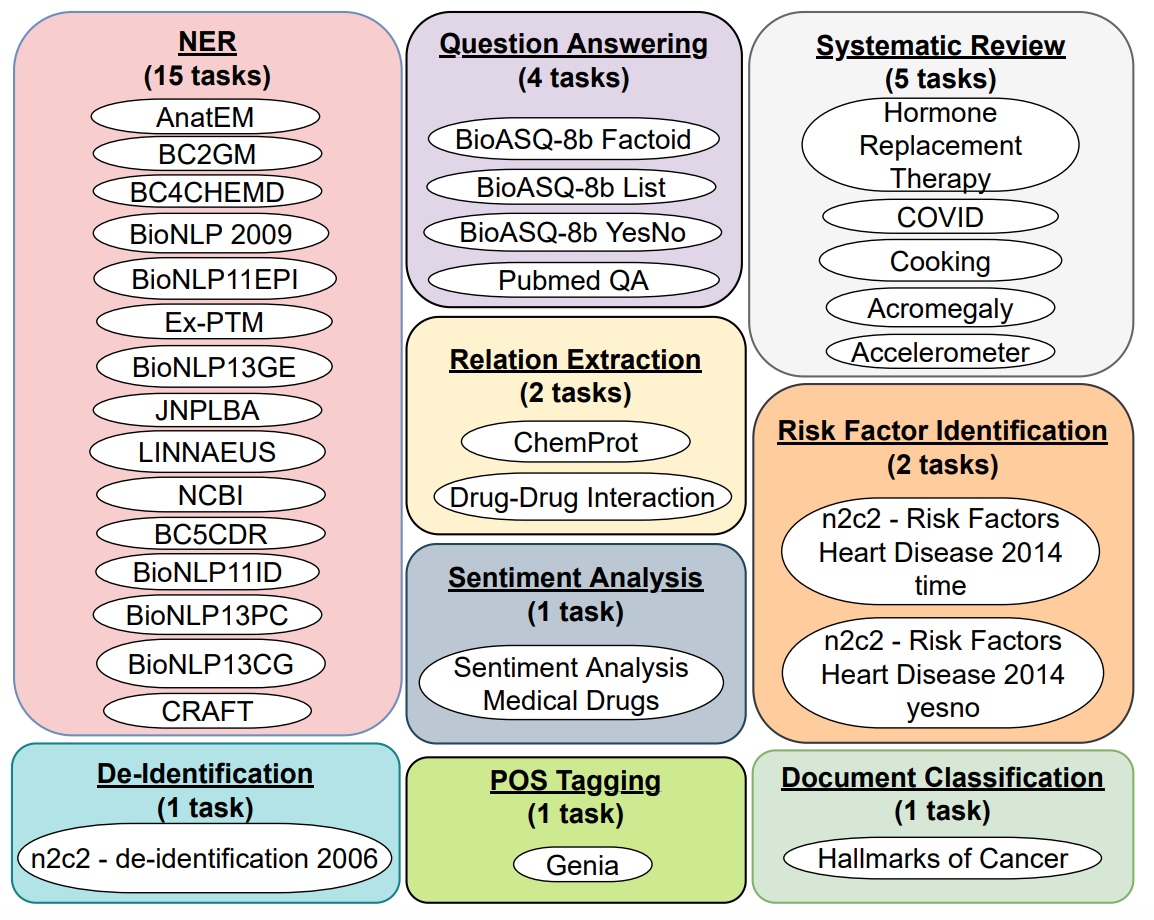 NER
(15 tasks)
AnatEM
BC2GM
BC4CHEMD
BioNLP 2009
BioNLP11EPI
Ex-PTM
BioNLP13GE
JNPLBA
LINNAEUS
NCBI
BC5CDR
BioNLP11ID
BioNLP13PC
BioNLP13CG
CRAFT
Question Answering
(4 tasks)
BioASQ-8b Factoid
BioASQ-8b List
BioASQ-8b YesNo
Pubmed QA
Systematic Review
(5 tasks)
Hormone
Replacement
Therapy
COVID
Cooking
Acromegaly
Accelerometer
Relation Extraction
(2 tasks)
ChemProt
Drug-Drug Interaction
Risk Factor Identification
(2 tasks)
n2c2 - Risk Factors
Heart Disease 2014
time
n2c2 - Risk Factors
Heart Disease 2014
yesno
Sentiment Analysis
(1 task)
Sentiment Analysis
Medical Drugs
De-Identification
(1 task)
n2c2 - de-identification 2006
POS Tagging
(1 task)
Genia
Document Classification
(1 task)
Hallmarks of Cancer